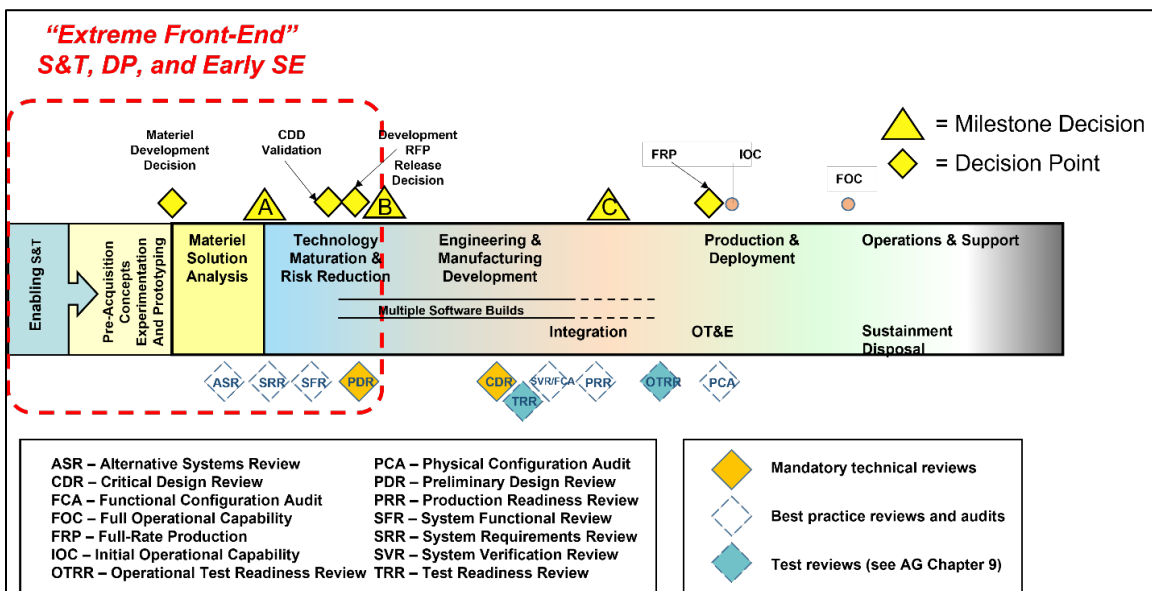 “Extreme Front-End”
S&T, DP, and Early SE
Materiel
Development
Decision
CDD
Validation
Development
RFP
Release
Decision
FRP
IOC
FOC
= Milestone Decision
= Decision Point
A
B
C
Enabling S&T
Pre-Acquisition
Concepts
Experimentation
And Prototyping
Materiel
Solution
Analysis
Technology
Maturation &
Risk Reduction
Engineering &
Manufacturing
Development
Production &
Deployment
Operations & Support
Multiple Software Builds
Integration
OT&E
Sustainment
Disposal
ASR
SRR
SFR
PDR
CDR
TRR
SVR/FCA
PRR
OTRR
PCA
ASR – Alternative Systems Review
CDR – Critical Design Review
FCA – Functional Configuration Audit
FOC – Full Operational Capability
FRP – Full-Rate Production
IOC – Initial Operational Capability
OTRR – Operational Test Readiness Review
PCA – Physical Configuration Audit
PDR – Preliminary Design Review
PRR – Production Readiness Review
SFR – System Functional Review
SRR – System Requirements Review
SVR – System Verification Review
TRR – Test Readiness Review
Mandatory technical reviews
Best practice reviews and audits
Test reviews (see AG Chapter 9)